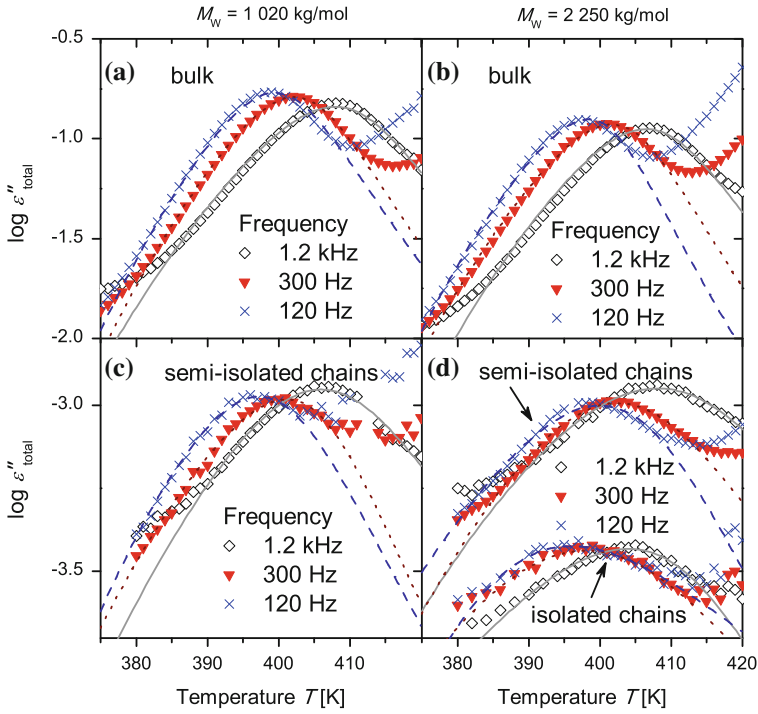 M_W = 1 020 kg/mol
M_W = 2 250 kg/mol
-0.5
-1.0
-1.5
-2.0
log ε″_total
(a)
bulk
Frequency
1.2 kHz
300 Hz
120 Hz
(b)
bulk
Frequency
1.2 kHz
300 Hz
120 Hz
-3.0
-3.5
log ε″_total
(c)
semi-isolated chains
Frequency
1.2 kHz
300 Hz
120 Hz
(d)
semi-isolated chains
1.2 kHz
300 Hz
120 Hz
isolated chains
380 390 400 410
380 390 400 410 420
Temperature T [K]
Temperature T [K]